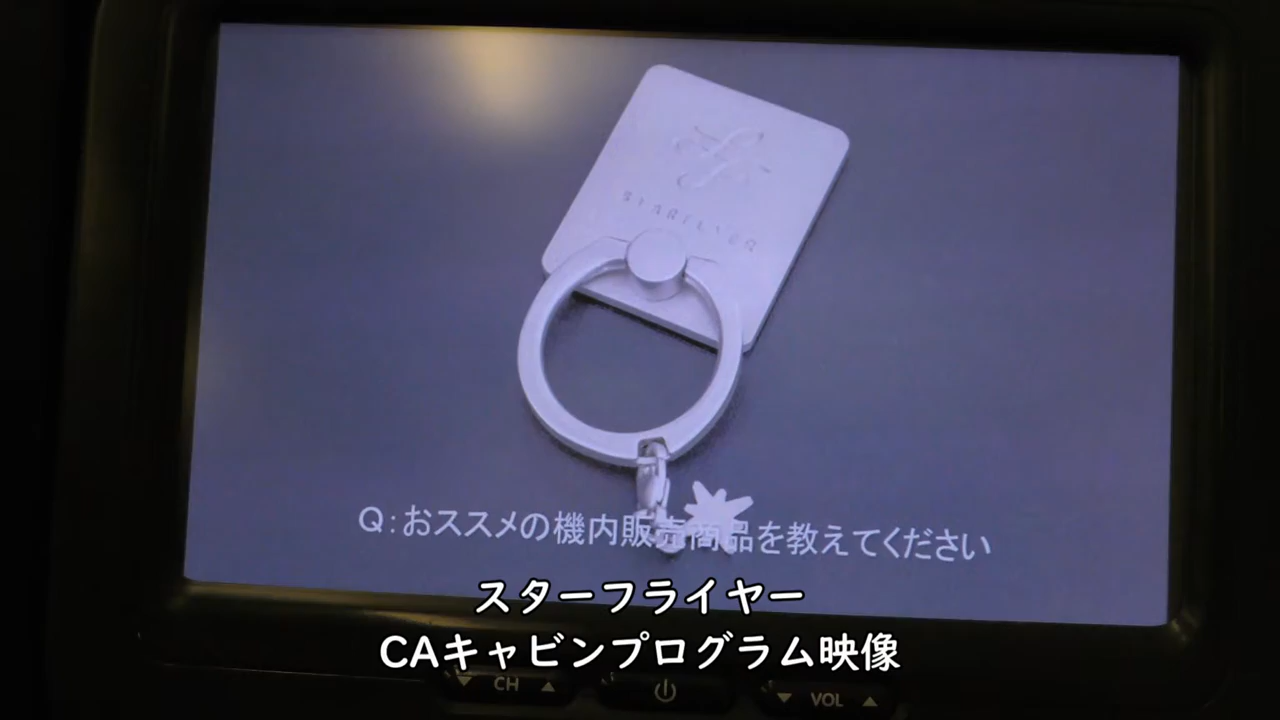 STARFLYER
Q:おススメの機内販売商品を教えてください
スターフライヤー
CAキャビンプログラム映像
CH
VOL